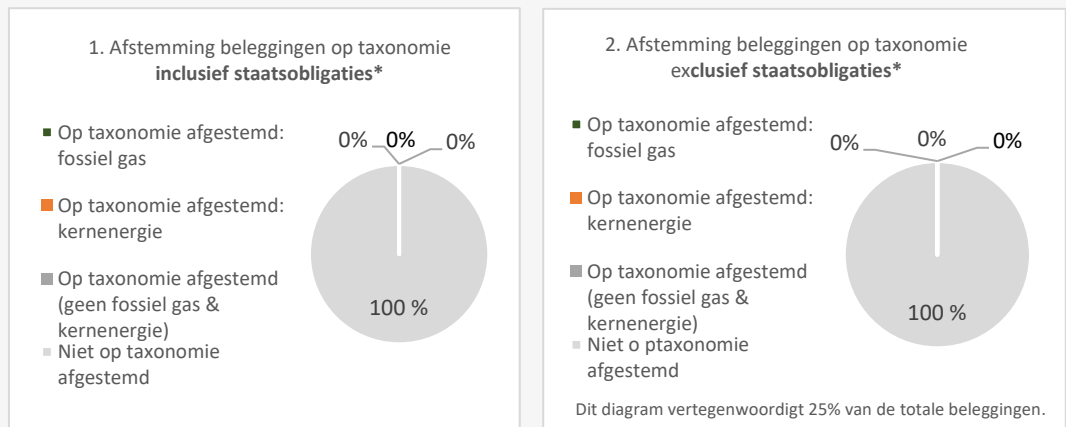 1. Afstemming beleggingen op taxonomie
inclusief staatsobligaties*
Op taxonomie afgestemd:
fossiel gas
Op taxonomie afgestemd:
kernenergie
Op taxonomie afgestemd
(geen fossiel gas &
kernenergie)
Niet op taxonomie
afgestemd
0% 0% 0%
100 %
2. Afstemming beleggingen op taxonomie
exclusief staatsobligaties*
Op taxonomie afgestemd:
fossiel gas
Op taxonomie afgestemd:
kernenergie
Op taxonomie afgestemd
(geen fossiel gas &
kernenergie)
Niet o ptaxonomie
afgestemd
0% 0% 0%
100 %
Dit diagram vertegenwoordigt 25% van de totale beleggingen.